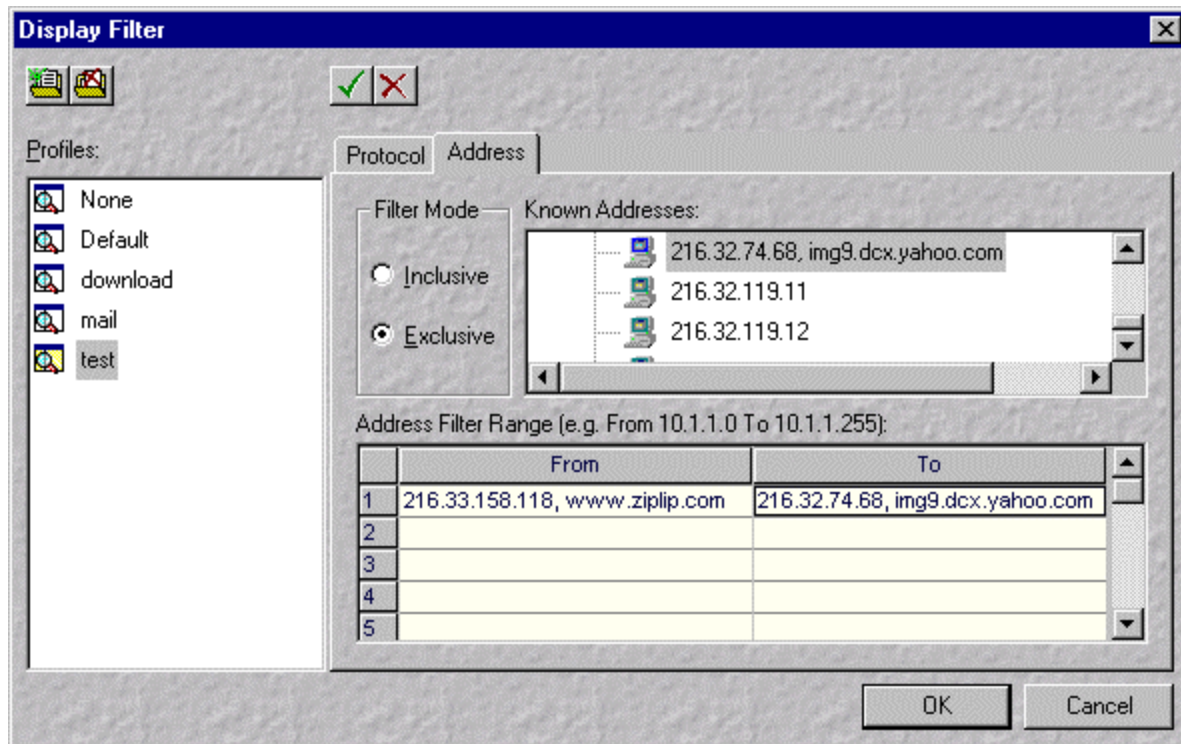 Display Filter
Profiles:
None
Default
download
mail
test
Protocol
Address
Filter Mode
Inclusive
Exclusive
Known Addresses:
216.32.74.68, img9.dcx.yahoo.com
216.32.119.11
216.32.119.12
Address Filter Range (e.g. From 10.1.1.0 To 10.1.1.255):
From To
1 216.33.158.118, www.ziplip.com 216.32.74.68, img9.dcx.yahoo.com
2
3
4
5
OK
Cancel